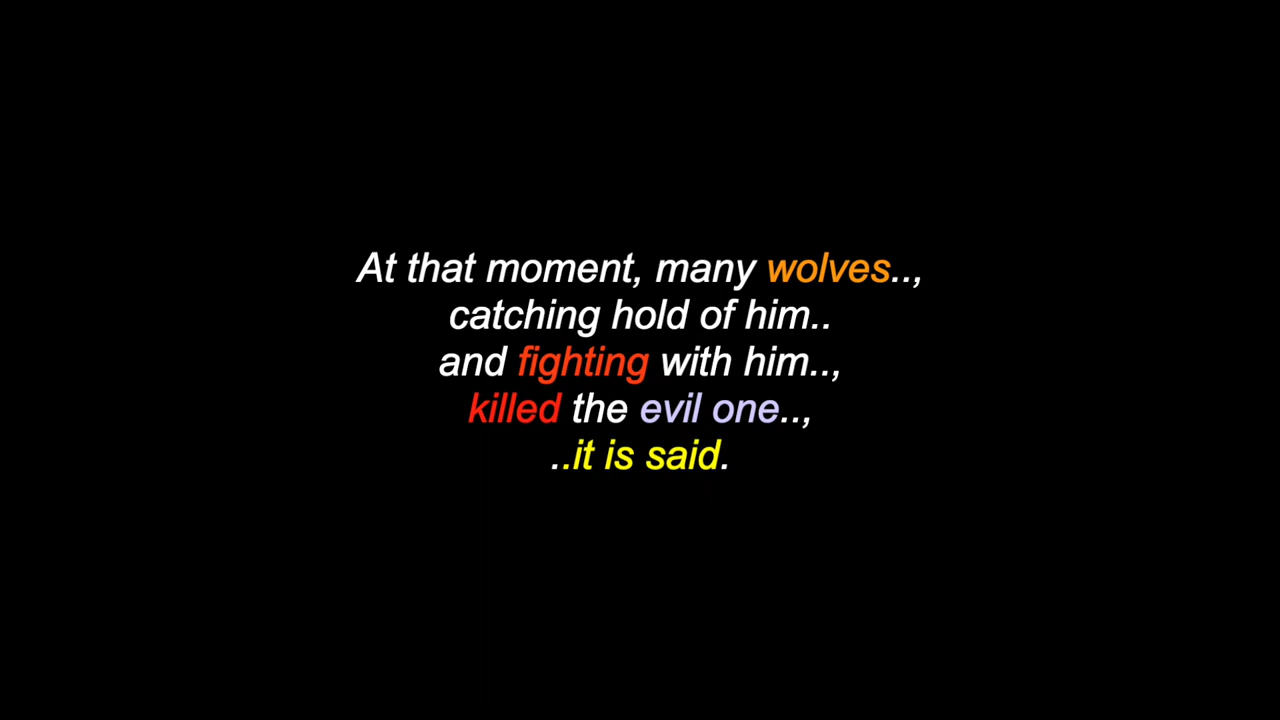 At that moment, many wolves..,
catching hold of him..
and fighting with him..,
killed the evil one..,
..it is said.